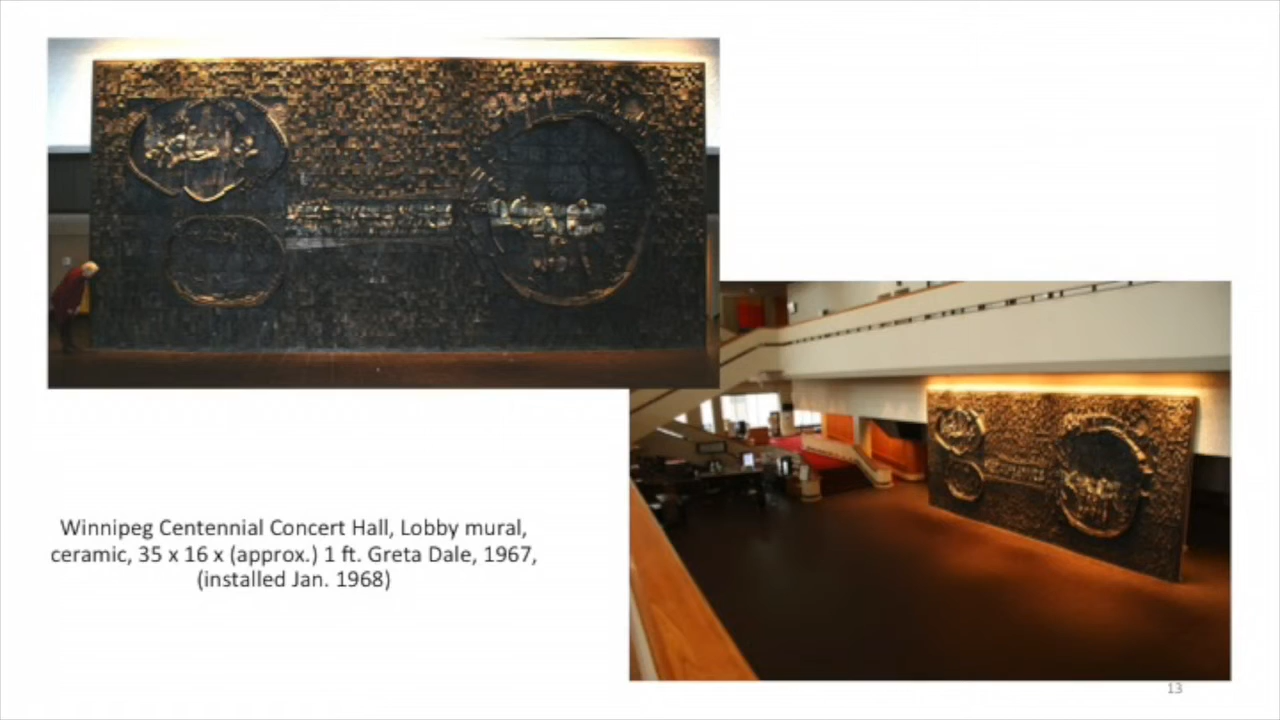 Winnipeg Centennial Concert Hall, Lobby mural,
ceramic, 35 x 16 x (approx.) 1 ft. Greta Dale, 1967,
(installed Jan. 1968)
13